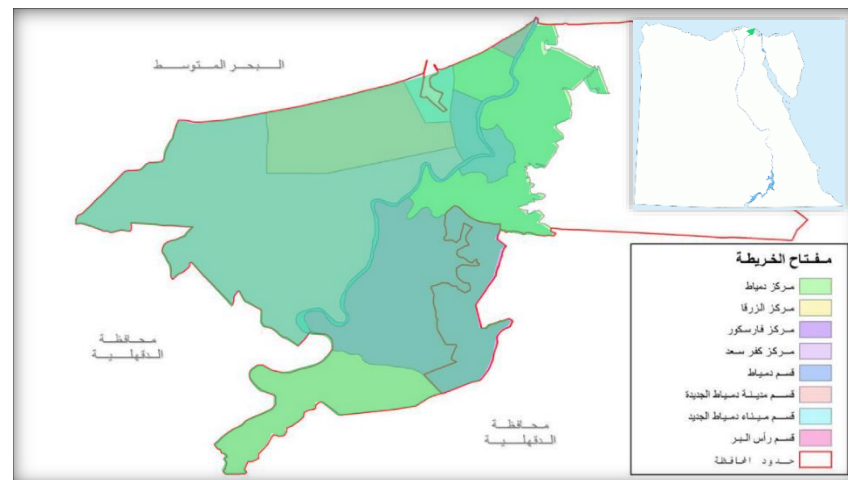 البحر المتوسط
محافظة
الدقهلية
محافظة
الدقهلية
مفتاح الخريطة
مركز دمياط
مركز الزرقا
مركز فارسكور
مركز كفر سعد
قسم دمياط
قسم مدينة دمياط الجديدة
قسم ميناء دمياط الجديد
قسم رأس البر
حدود المحافظة